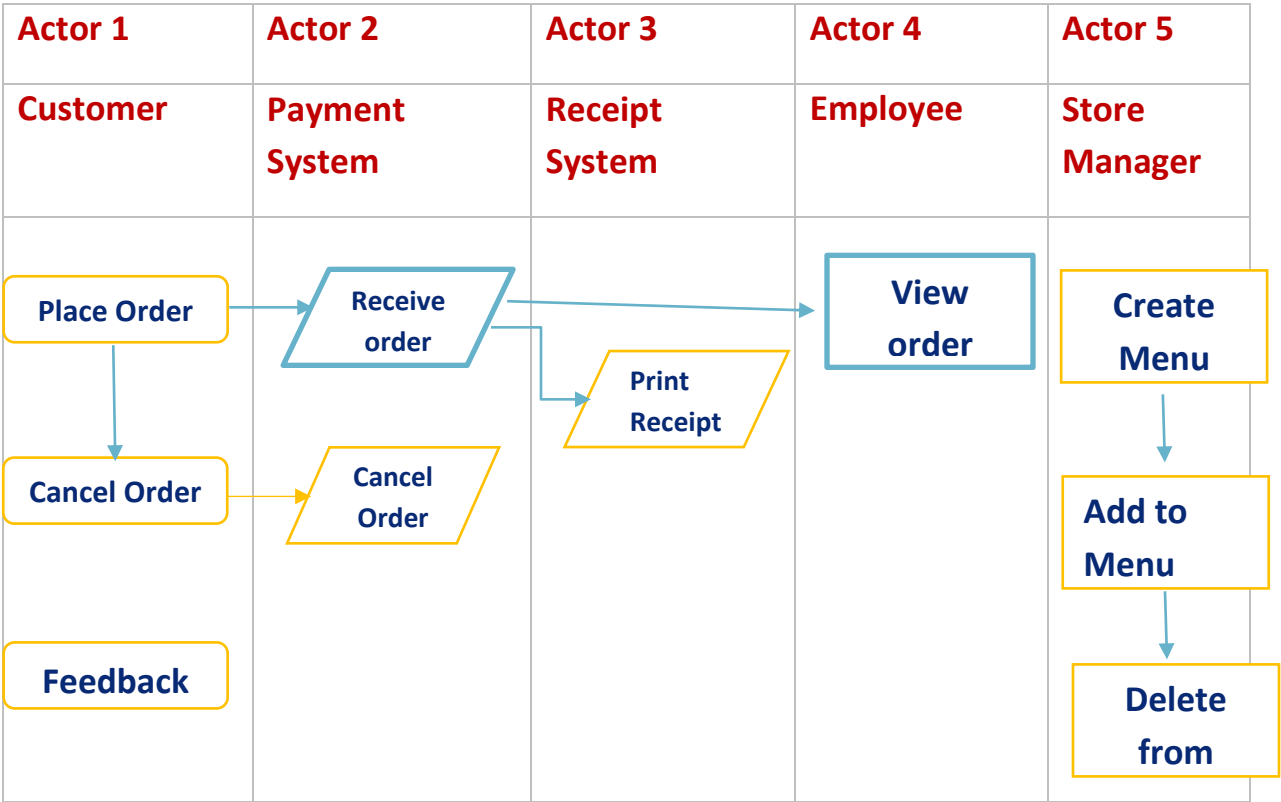 Actor 1
Actor 2
Actor 3
Actor 4
Actor 5
Customer
Payment
System
Receipt
System
Employee
Store
Manager
Place Order
Receive
order
View
order
Create
Menu
Print
Receipt
Cancel Order
Cancel
Order
Add to
Menu
Feedback
Delete
from